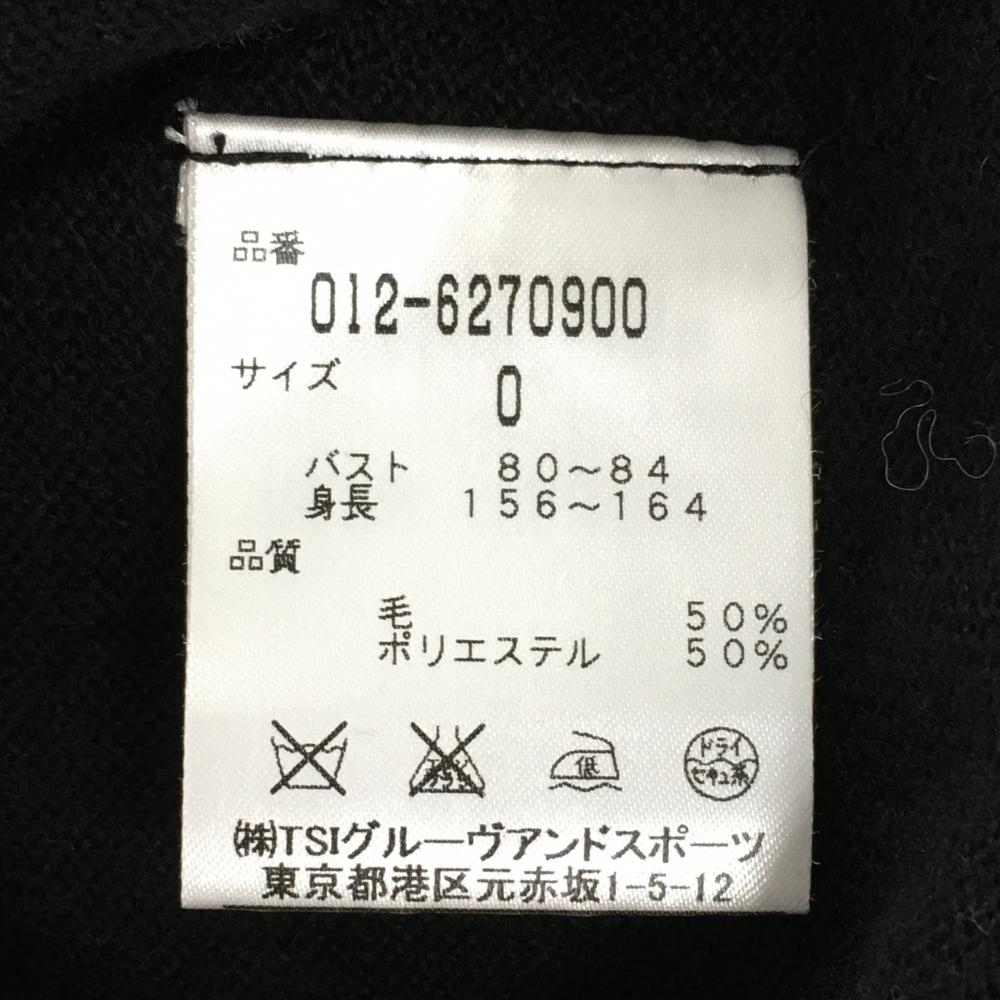 品番
012-6270900
サイズ
0
バスト 80～84
身長 156～164
品質
毛 50%
ポリエステル 50%
低
ドライ
セキユ系
㈱TSIグルーヴアンドスポーツ
東京都港区元赤坂1-5-12